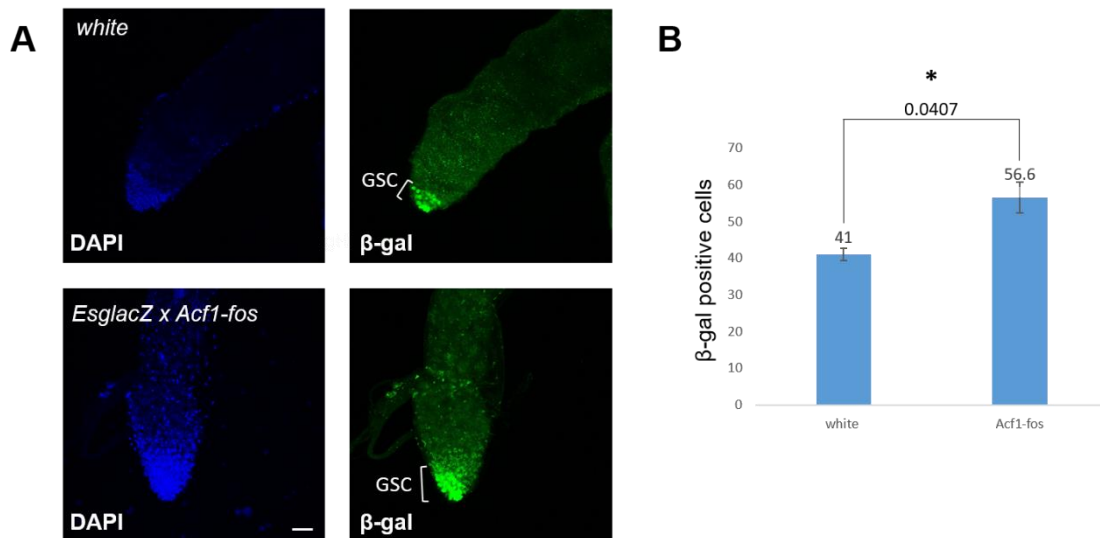 A
white
DAPI
GSC
β-gal
EsglacZ x Acf1-fos
DAPI
GSC
β-gal
B
*
0.0407
β-gal positive cells
70
60
50
40
30
20
10
0
41
56.6
white
Acf1-fos